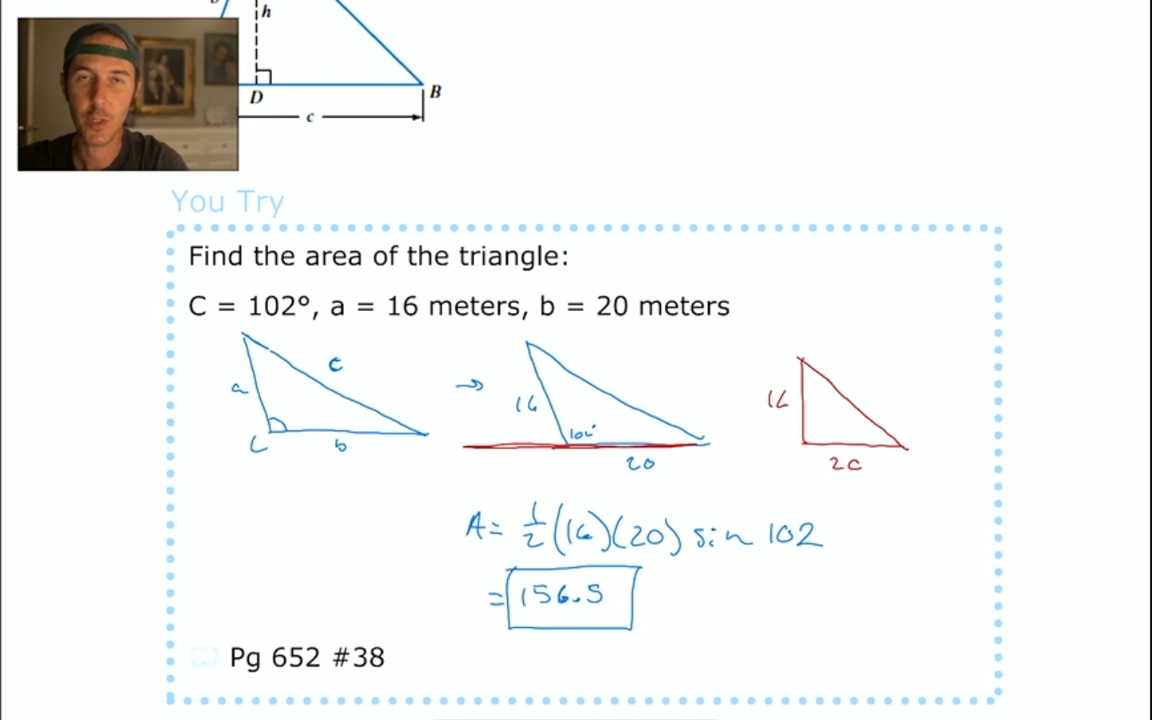 h
D
B
c
You Try
Find the area of the triangle:
C = 102°, a = 16 meters, b = 20 meters
a
c
C
b
→
16
102°
20
16
20
A = 1/2 (16)(20) sin 102
= 156.5
Pg 652 #38